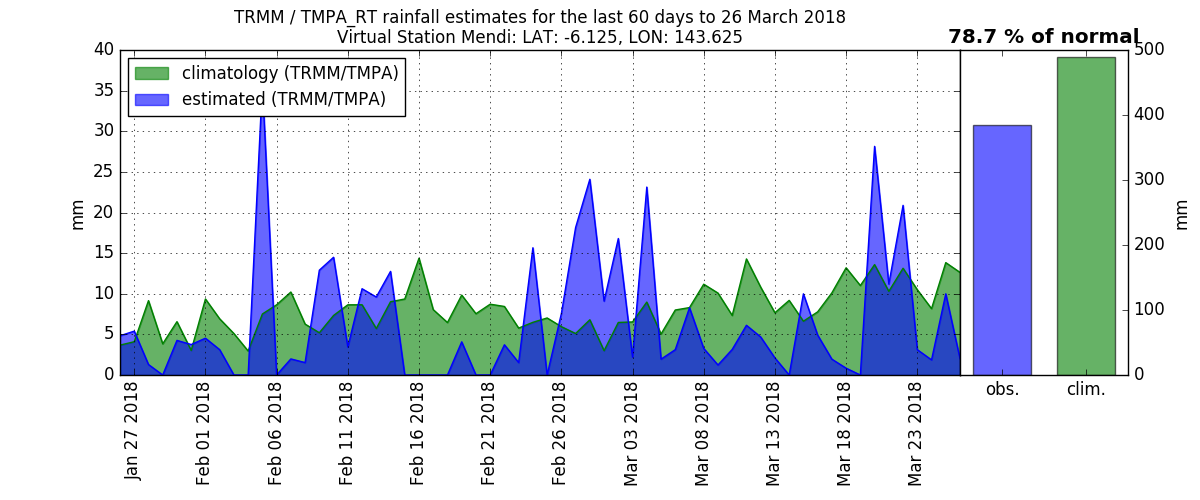 TRMM / TMPA_RT rainfall estimates for the last 60 days to 26 March 2018
Virtual Station Mendi: LAT: -6.125, LON: 143.625
78.7 % of normal
climatology (TRMM/TMPA)
estimated (TRMM/TMPA)
40
35
30
25
20
15
10
5
0
mm
Jan 27 2018
Feb 01 2018
Feb 06 2018
Feb 11 2018
Feb 16 2018
Feb 21 2018
Feb 26 2018
Mar 03 2018
Mar 08 2018
Mar 13 2018
Mar 18 2018
Mar 23 2018
obs.
clim.
500
400
300
200
100
0
mm